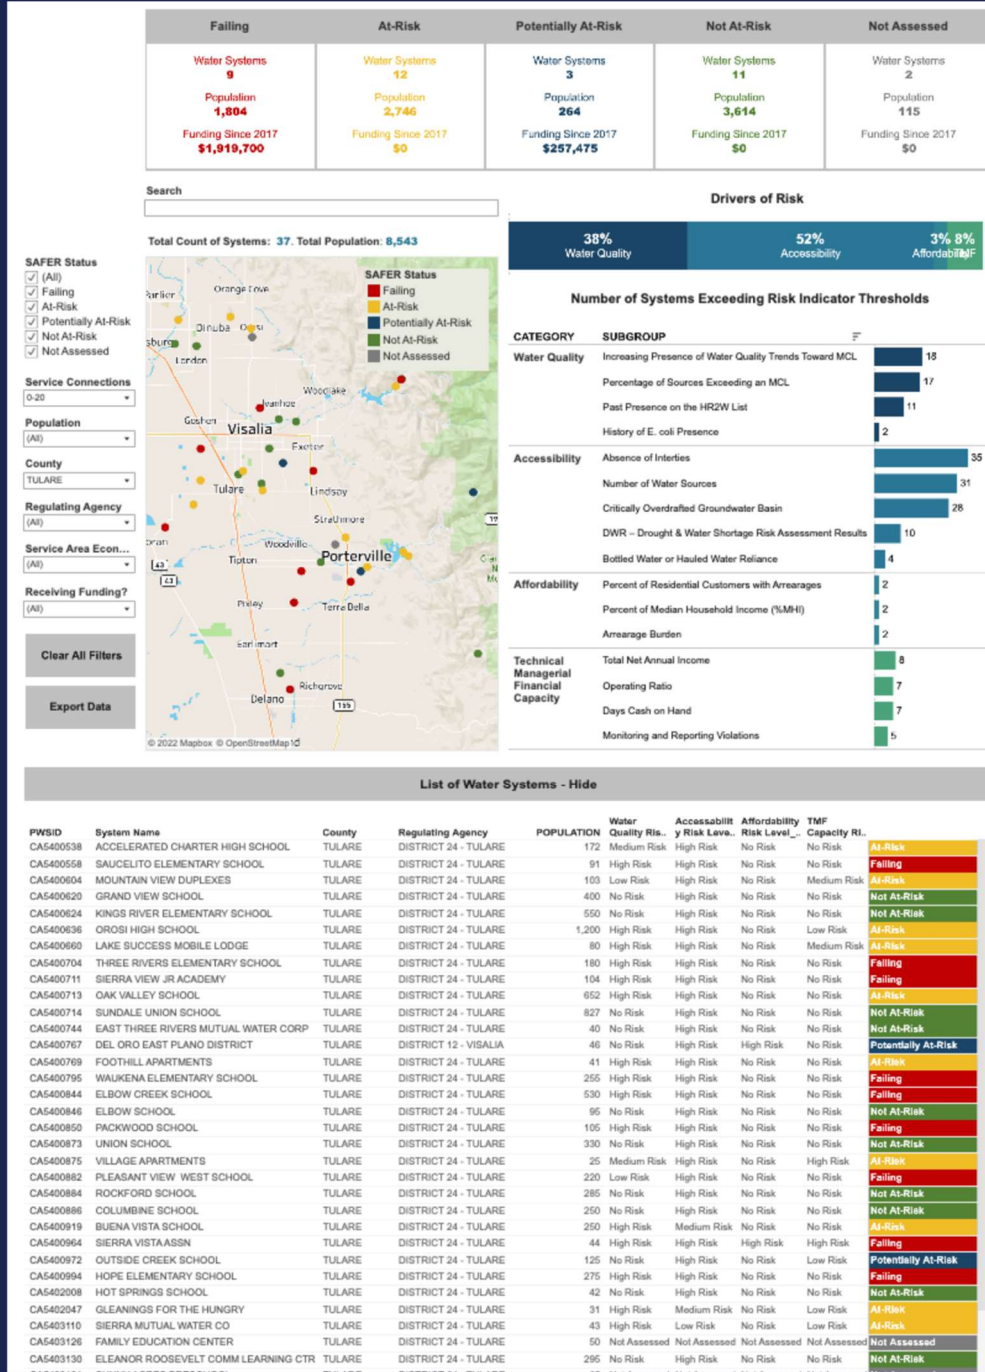 Failing At-Risk Potentially At-Risk Not At-Risk Not Assessed
Water Systems Water Systems Water Systems Water Systems Water Systems
9 12 3 11 2
Population Population Population Population Population
1,804 2,746 264 3,614 115
Funding Since 2017 Funding Since 2017 Funding Since 2017 Funding Since 2017 Funding Since 2017
$1,919,700 $0 $257,475 $0 $0
Search
Total Count of Systems: 37. Total Population: 8,543
SAFER Status
(All)
Failing
At-Risk
Potentially At-Risk
Not At-Risk
Not Assessed
Service Connections
0-20
Population
(All)
County
TULARE
Regulating Agency
(All)
Service Area Econ...
(All)
Receiving Funding?
(All)
Clear All Filters
Export Data
SAFER Status
Failing
At-Risk
Potentially At-Risk
Not At-Risk
Not Assessed
Orange Cove
Dinuba
London
Woodlake
Ivanhoe
Goshen
Visalia
Exeter
Tulare
Lindsay
Strathmore
Woodville
Porterville
Tipton
43
43
Pixley
Terra Bella
Earlimart
Richgrove
Delano
155
© 2022 Mapbox © OpenStreetMap
Drivers of Risk
38% 52% 3% 8%
Water Quality Accessibility Affordability TMF
Number of Systems Exceeding Risk Indicator Thresholds
CATEGORY SUBGROUP
Water Quality Increasing Presence of Water Quality Trends Toward MCL 18
Percentage of Sources Exceeding an MCL 17
Past Presence on the HR2W List 11
History of E. coli Presence 2
Accessibility Absence of Interties 35
Number of Water Sources 31
Critically Overdrafted Groundwater Basin 28
DWR – Drought & Water Shortage Risk Assessment Results 10
Bottled Water or Hauled Water Reliance 4
Affordability Percent of Residential Customers with Arrearages 2
Percent of Median Household Income (%MHI) 2
Arrearage Burden 2
Technical Managerial Financial Capacity Total Net Annual Income 8
Operating Ratio 7
Days Cash on Hand 7
Monitoring and Reporting Violations 5
List of Water Systems - Hide
PWSID System Name County Regulating Agency POPULATION Water Quality Ris.. Accessabilit y Risk Leve.. Affordability Risk Level_.. TMF Capacity Ri..
CA5400538 ACCELERATED CHARTER HIGH SCHOOL TULARE DISTRICT 24 - TULARE 172 Medium Risk High Risk No Risk No Risk At-Risk
CA5400558 SAUCELITO ELEMENTARY SCHOOL TULARE DISTRICT 24 - TULARE 91 High Risk High Risk No Risk No Risk Failing
CA5400604 MOUNTAIN VIEW DUPLEXES TULARE DISTRICT 24 - TULARE 103 Low Risk High Risk No Risk Medium Risk At-Risk
CA5400620 GRAND VIEW SCHOOL TULARE DISTRICT 24 - TULARE 400 No Risk High Risk No Risk No Risk Not At-Risk
CA5400624 KINGS RIVER ELEMENTARY SCHOOL TULARE DISTRICT 24 - TULARE 550 No Risk High Risk No Risk No Risk Not At-Risk
CA5400636 OROSI HIGH SCHOOL TULARE DISTRICT 24 - TULARE 1,200 High Risk High Risk No Risk Low Risk At-Risk
CA5400660 LAKE SUCCESS MOBILE LODGE TULARE DISTRICT 24 - TULARE 80 High Risk High Risk No Risk Medium Risk At-Risk
CA5400704 THREE RIVERS ELEMENTARY SCHOOL TULARE DISTRICT 24 - TULARE 180 High Risk High Risk No Risk No Risk Failing
CA5400711 SIERRA VIEW JR ACADEMY TULARE DISTRICT 24 - TULARE 104 High Risk High Risk No Risk No Risk Failing
CA5400713 OAK VALLEY SCHOOL TULARE DISTRICT 24 - TULARE 652 High Risk High Risk No Risk No Risk At-Risk
CA5400714 SUNDALE UNION SCHOOL TULARE DISTRICT 24 - TULARE 827 No Risk High Risk No Risk No Risk Not At-Risk
CA5400744 EAST THREE RIVERS MUTUAL WATER CORP TULARE DISTRICT 24 - TULARE 40 No Risk High Risk No Risk No Risk Not At-Risk
CA5400767 DEL ORO EAST PLANO DISTRICT TULARE DISTRICT 12 - VISALIA 46 No Risk High Risk High Risk No Risk Potentially At-Risk
CA5400769 FOOTHILL APARTMENTS TULARE DISTRICT 24 - TULARE 41 High Risk High Risk No Risk No Risk At-Risk
CA5400795 WAUKENA ELEMENTARY SCHOOL TULARE DISTRICT 24 - TULARE 255 High Risk High Risk No Risk No Risk Failing
CA5400844 ELBOW CREEK SCHOOL TULARE DISTRICT 24 - TULARE 530 High Risk High Risk No Risk No Risk Failing
CA5400846 ELBOW SCHOOL TULARE DISTRICT 24 - TULARE 95 No Risk High Risk No Risk No Risk Not At-Risk
CA5400850 PACKWOOD SCHOOL TULARE DISTRICT 24 - TULARE 105 High Risk High Risk No Risk No Risk Failing
CA5400873 UNION SCHOOL TULARE DISTRICT 24 - TULARE 330 No Risk High Risk No Risk No Risk Not At-Risk
CA5400875 VILLAGE APARTMENTS TULARE DISTRICT 24 - TULARE 25 Medium Risk High Risk No Risk High Risk At-Risk
CA5400882 PLEASANT VIEW WEST SCHOOL TULARE DISTRICT 24 - TULARE 220 Low Risk High Risk No Risk No Risk Failing
CA5400884 ROCKFORD SCHOOL TULARE DISTRICT 24 - TULARE 285 No Risk High Risk No Risk No Risk Not At-Risk
CA5400886 COLUMBINE SCHOOL TULARE DISTRICT 24 - TULARE 250 No Risk High Risk No Risk No Risk Not At-Risk
CA5400919 BUENA VISTA SCHOOL TULARE DISTRICT 24 - TULARE 250 High Risk Medium Risk No Risk No Risk At-Risk
CA5400964 SIERRA VISTA ASSN TULARE DISTRICT 24 - TULARE 44 High Risk High Risk High Risk High Risk Failing
CA5400972 OUTSIDE CREEK SCHOOL TULARE DISTRICT 24 - TULARE 125 No Risk High Risk No Risk Low Risk Potentially At-Risk
CA5400994 HOPE ELEMENTARY SCHOOL TULARE DISTRICT 24 - TULARE 275 High Risk High Risk No Risk No Risk Failing
CA5402008 HOT SPRINGS SCHOOL TULARE DISTRICT 24 - TULARE 42 No Risk High Risk No Risk No Risk Not At-Risk
CA5402047 GLEANINGS FOR THE HUNGRY TULARE DISTRICT 24 - TULARE 31 High Risk Medium Risk No Risk Low Risk At-Risk
CA5403110 SIERRA MUTUAL WATER CO TULARE DISTRICT 24 - TULARE 43 High Risk Low Risk No Risk Low Risk At-Risk
CA5403126 FAMILY EDUCATION CENTER TULARE DISTRICT 24 - TULARE 50 Not Assessed Not Assessed Not Assessed Not Assessed Not Assessed
CA5403130 ELEANOR ROOSEVELT COMM LEARNING CTR TULARE DISTRICT 24 - TULARE 295 No Risk High Risk No Risk No Risk Not At-Risk